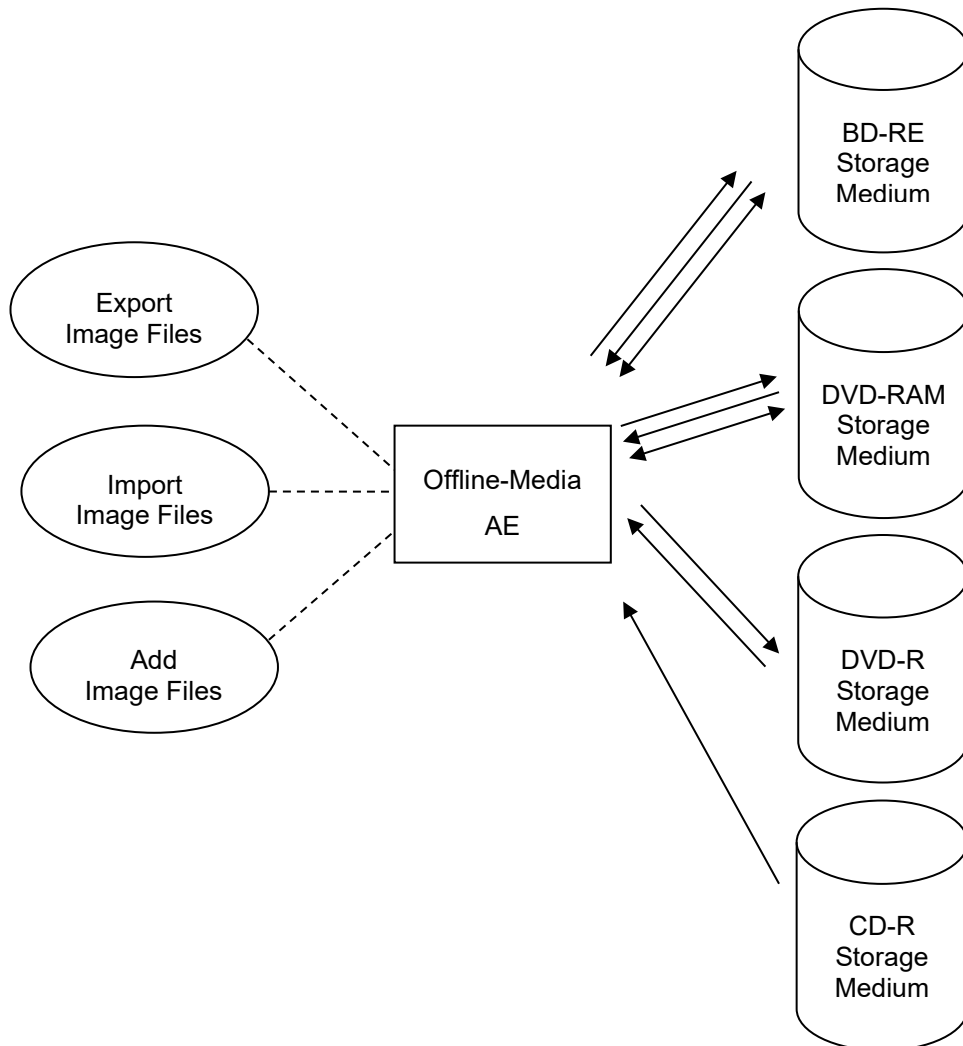 Export
Image Files
Import
Image Files
Add
Image Files
Offline-Media
AE
BD-RE
Storage
Medium
DVD-RAM
Storage
Medium
DVD-R
Storage
Medium
CD-R
Storage
Medium